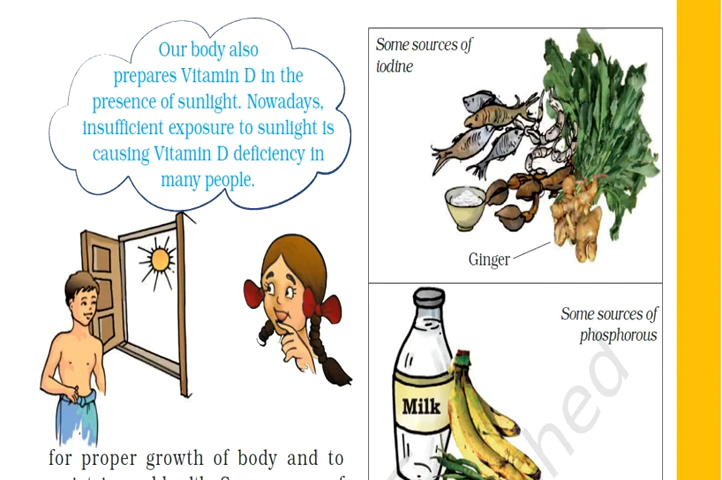 Our body also
prepares Vitamin D in the
presence of sunlight. Nowadays,
insufficient exposure to sunlight is
causing Vitamin D deficiency in
many people.
for proper growth of body and to
Some sources of
iodine
Ginger
Some sources of
phosphorous
Milk